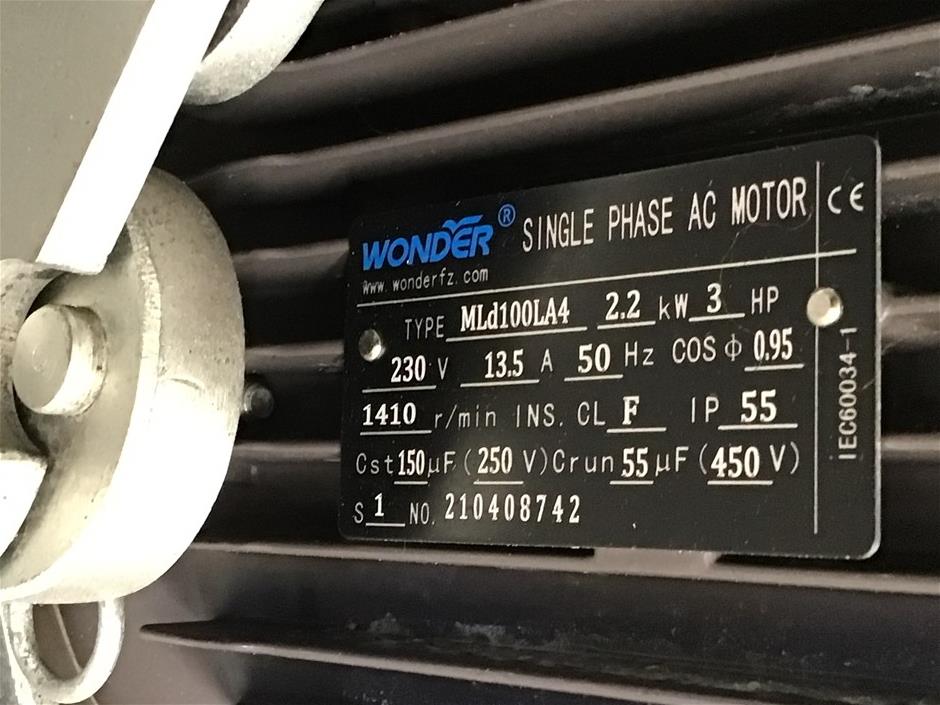 WONDER® SINGLE PHASE AC MOTOR CE
www.wonderfz.com
TYPE MLd100LA4 2.2 kW 3 HP
230 V 13.5 A 50 Hz COS Φ 0.95
1410 r/min INS. CL F IP 55
Cst 150 µF (250 V) Crun 55 µF (450 V)
S 1 NO. 210408742
IEC60034-1